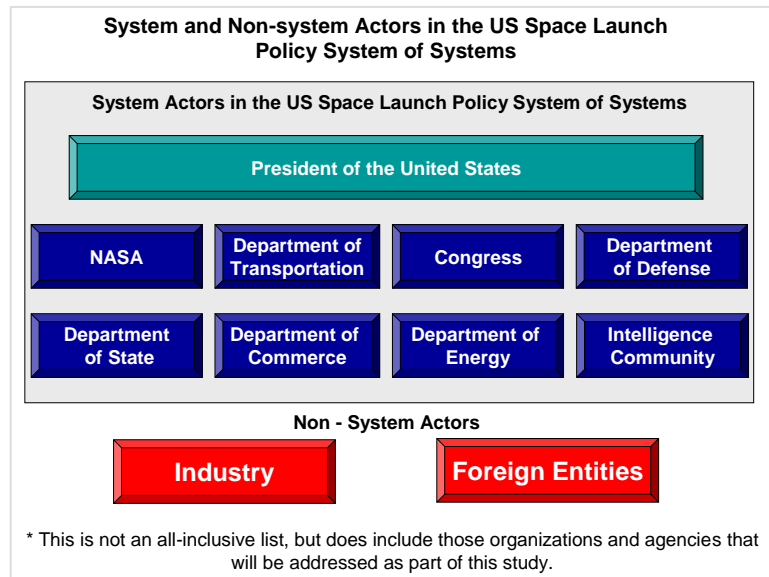 System and Non-system Actors in the US Space Launch
Policy System of Systems
System Actors in the US Space Launch Policy System of Systems
President of the United States
NASA
Department of
Transportation
Congress
Department
of Defense
Department
of State
Department of
Commerce
Department of
Energy
Intelligence
Community
Non - System Actors
Industry
Foreign Entities
* This is not an all-inclusive list, but does include those organizations and agencies that
will be addressed as part of this study.